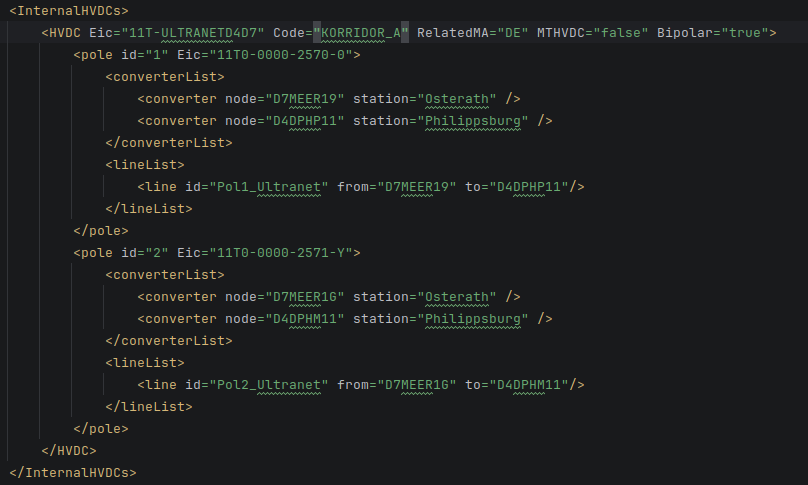 <InternalHVDCs>
<HVDC Eic="11T-ULTRANETD4D7" Code="KORRIDOR_A" RelatedMA="DE" MTHVDC="false" Bipolar="true">
<pole id="1" Eic="11T0-0000-2570-0">
<converterList>
<converter node="D7MEER19" station="Osterath" />
<converter node="D4DPHP11" station="Philippsburg" />
</converterList>
<lineList>
<line id="Pol1_Ultranet" from="D7MEER19" to="D4DPHP11"/>
</lineList>
</pole>
<pole id="2" Eic="11T0-0000-2571-Y">
<converterList>
<converter node="D7MEER1G" station="Osterath" />
<converter node="D4DPHM11" station="Philippsburg" />
</converterList>
<lineList>
<line id="Pol2_Ultranet" from="D7MEER1G" to="D4DPHM11"/>
</lineList>
</pole>
</HVDC>
</InternalHVDCs>